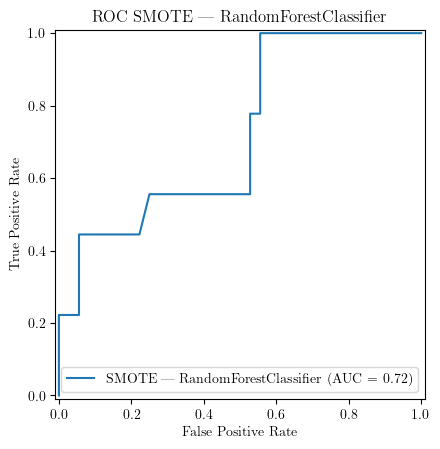 ROC SMOTE — RandomForestClassifier
1.0
0.8
0.6
0.4
0.2
0.0
True Positive Rate
SMOTE — RandomForestClassifier (AUC = 0.72)
0.0 0.2 0.4 0.6 0.8 1.0
False Positive Rate